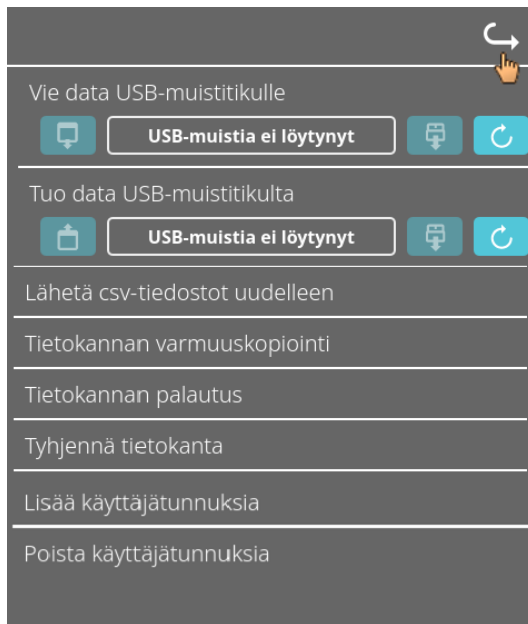 Vie data USB-muistitikulle
USB-muistia ei löytynyt
Tuo data USB-muistitikulta
USB-muistia ei löytynyt
Lähetä csv-tiedostot uudelleen
Tietokannan varmuuskopiointi
Tietokannan palautus
Tyhjennä tietokanta
Lisää käyttäjätunnuksia
Poista käyttäjätunnuksia